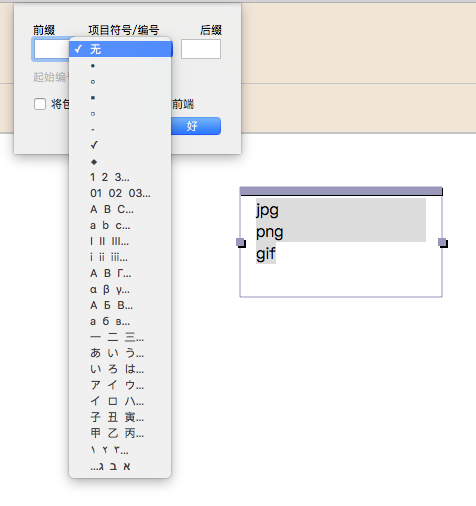 前缀 项目符号/编号 后缀
✓ 无
•
◦
▪
▫
-
✓
◆
起始编
将包
前端
好
1 2 3...
01 02 03...
A B C...
a b c...
I II III...
i ii iii...
Α Β Γ...
α β γ...
А Б В...
а б в...
一 二 三...
あ い う...
い ろ は...
ア イ ウ...
イ ロ ハ...
子 丑 寅...
甲 乙 丙...
١ ٢ ٣...
א ב ג...
jpg
png
gif